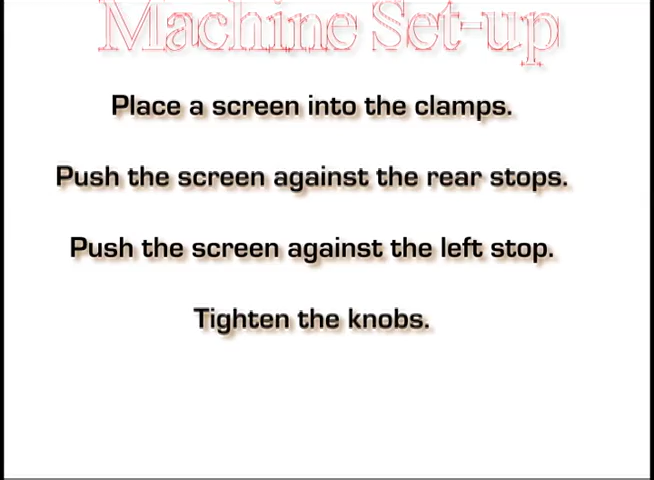 Machine Set-up
Place a screen into the clamps.
Push the screen against the rear stops.
Push the screen against the left stop.
Tighten the knobs.